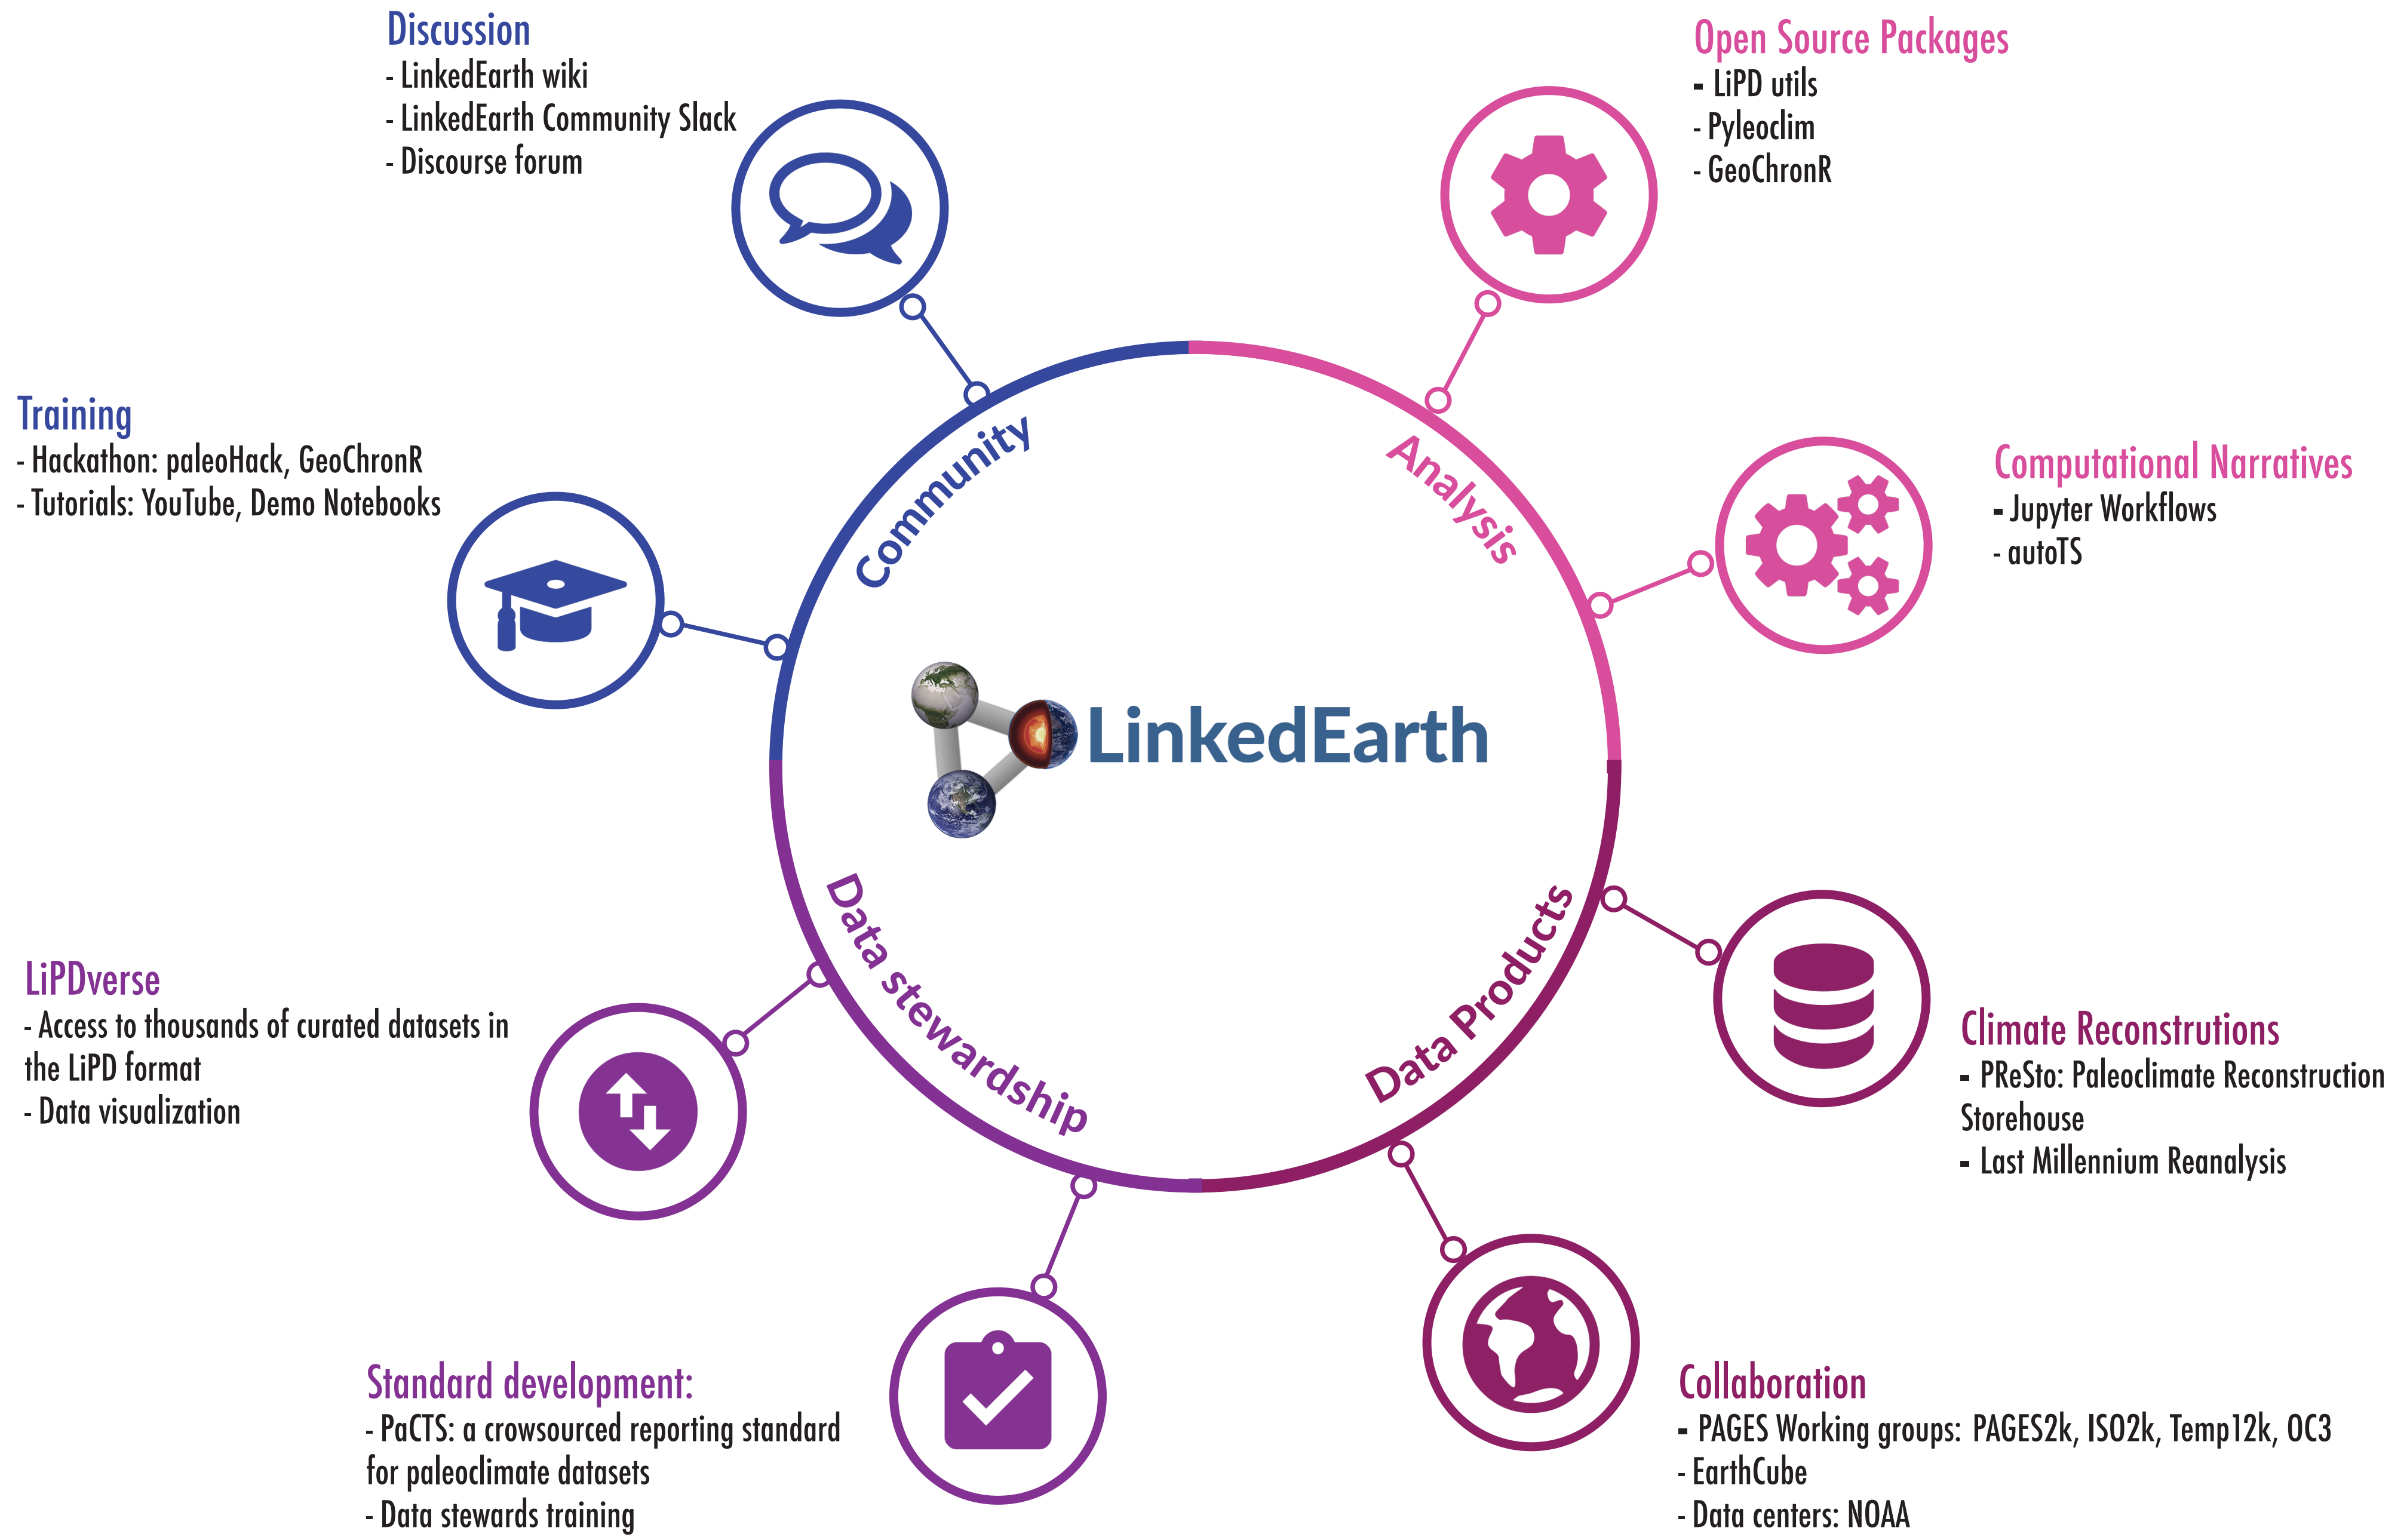 Discussion
- LinkedEarth wiki
- LinkedEarth Community Slack
- Discourse forum
Open Source Packages
- LiPD utils
- Pyleoclim
- GeoChronR
Training
- Hackathon: paleoHack, GeoChronR
- Tutorials: YouTube, Demo Notebooks
Computational Narratives
- Jupyter Workflows
- autoTS
Community
Analysis
LinkedEarth
Data stewardship
Data Products
LiPDverse
- Access to thousands of curated datasets in
the LiPD format
- Data visualization
Climate Reconstrutions
- PReSto: Paleoclimate Reconstruction
Storehouse
- Last Millennium Reanalysis
Standard development:
- PaCTS: a crowsourced reporting standard
for paleoclimate datasets
- Data stewards training
Collaboration
- PAGES Working groups: PAGES2k, ISO2k, Temp12k, OC3
- EarthCube
- Data centers: NOAA